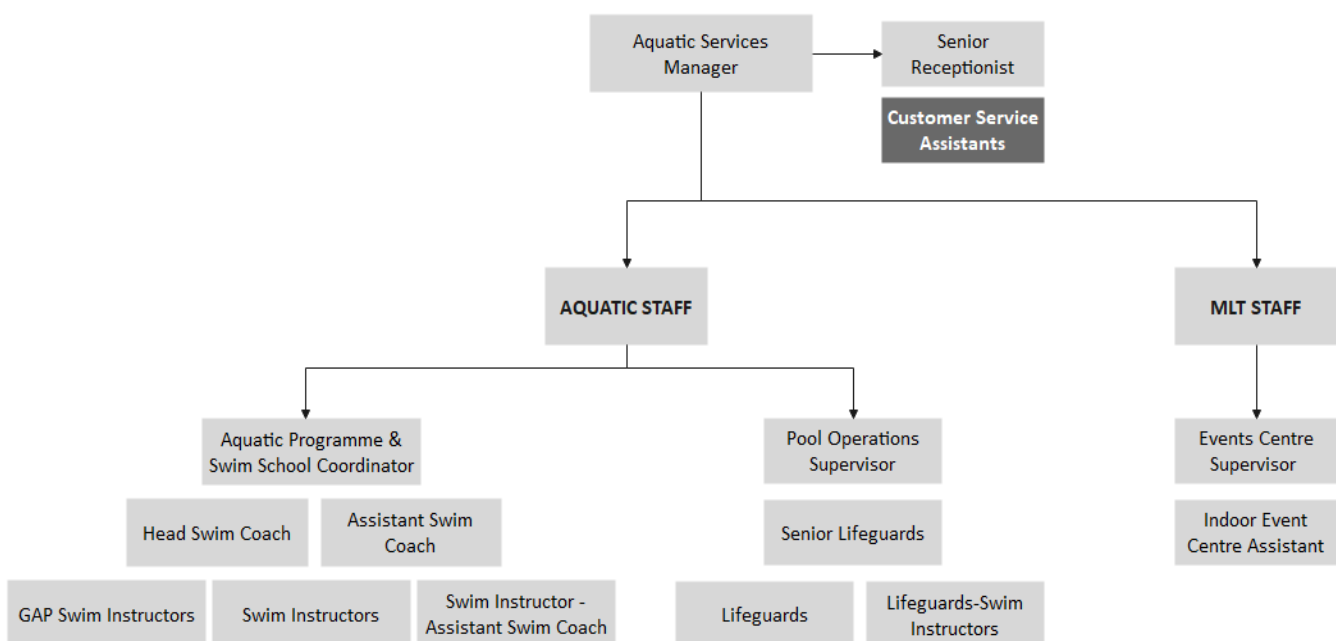 Aquatic Services
Manager
Senior
Receptionist
Customer Service
Assistants
AQUATIC STAFF
MLT STAFF
Aquatic Programme &
Swim School Coordinator
Pool Operations
Supervisor
Events Centre
Supervisor
Head Swim Coach
Assistant Swim
Coach
Senior Lifeguards
Indoor Event
Centre Assistant
GAP Swim Instructors
Swim Instructors
Swim Instructor -
Assistant Swim Coach
Lifeguards
Lifeguards-Swim
Instructors